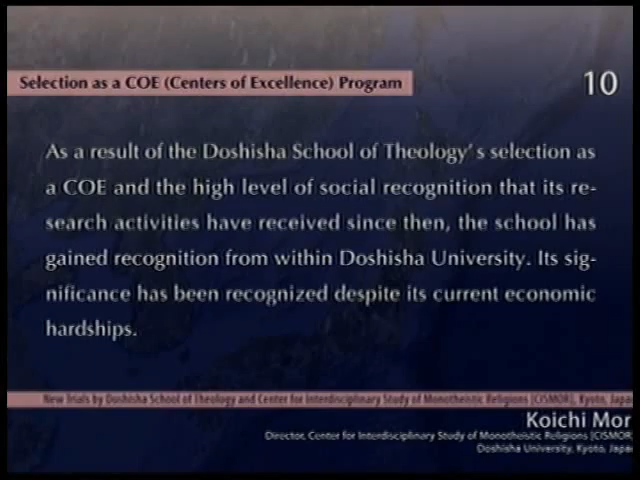 Selection as a COE (Centers of Excellence) Program
10
As a result of the Doshisha School of Theology's selection as
a COE and the high level of social recognition that its re-
search activities have received since then, the school has
gained recognition from within Doshisha University. Its sig-
nificance has been recognized despite its current economic
hardships.
New Trials by Doshisha School of Theology and Center for Interdisciplinary Study of Monotheistic Religions [CISMOR], Kyoto, Japa
Koichi Mor
Director, Center for Interdisciplinary Study of Monotheistic Religions [CISMOR
Doshisha University, Kyoto, Japa